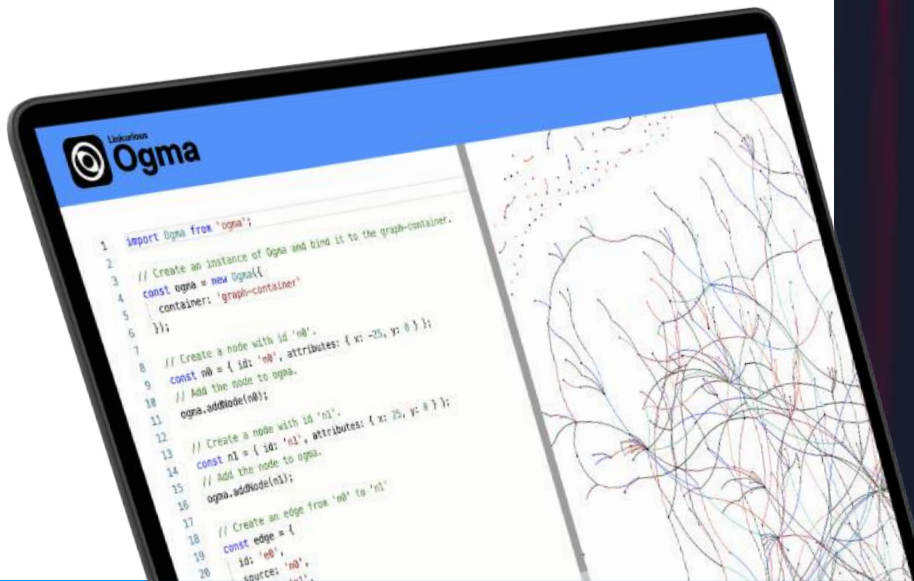 Linkurious
Ogma
1 import Ogma from 'ogma';
2
3 // Create an instance of Ogma and bind it to the graph-container.
4 const ogma = new Ogma({
5 container: 'graph-container'
6 });
7
8 // Create a node with id 'n0'.
9 const n0 = { id: 'n0', attributes: { x: -25, y: 0 } };
10 // Add the node to ogma.
11 ogma.addNode(n0);
12
13 // Create a node with id 'n1'.
14 const n1 = { id: 'n1', attributes: { x: 25, y: 0 } };
15 // Add the node to ogma.
16 ogma.addNode(n1);
17
18 // Create an edge from 'n0' to 'n1'
19 const edge = {
20 id: 'e0',
source: 'n0',